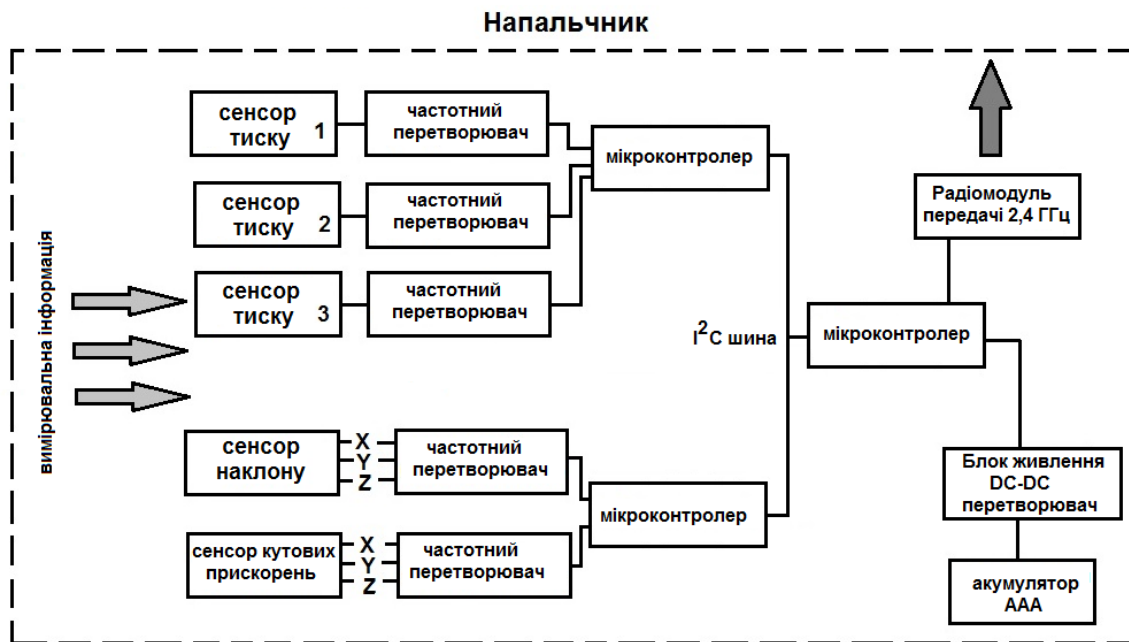 Напальчник
вимірювальна інформація
сенсор
тиску 1
частотний
перетворювач
сенсор
тиску 2
частотний
перетворювач
сенсор
тиску 3
частотний
перетворювач
мікроконтролер
сенсор
наклону
X
Y
Z
частотний
перетворювач
сенсор кутових
прискорень
X
Y
Z
частотний
перетворювач
мікроконтролер
I²C шина
мікроконтролер
Радіомодуль
передачі 2,4 ГГц
Блок живлення
DC-DC
перетворювач
акумулятор
ААА